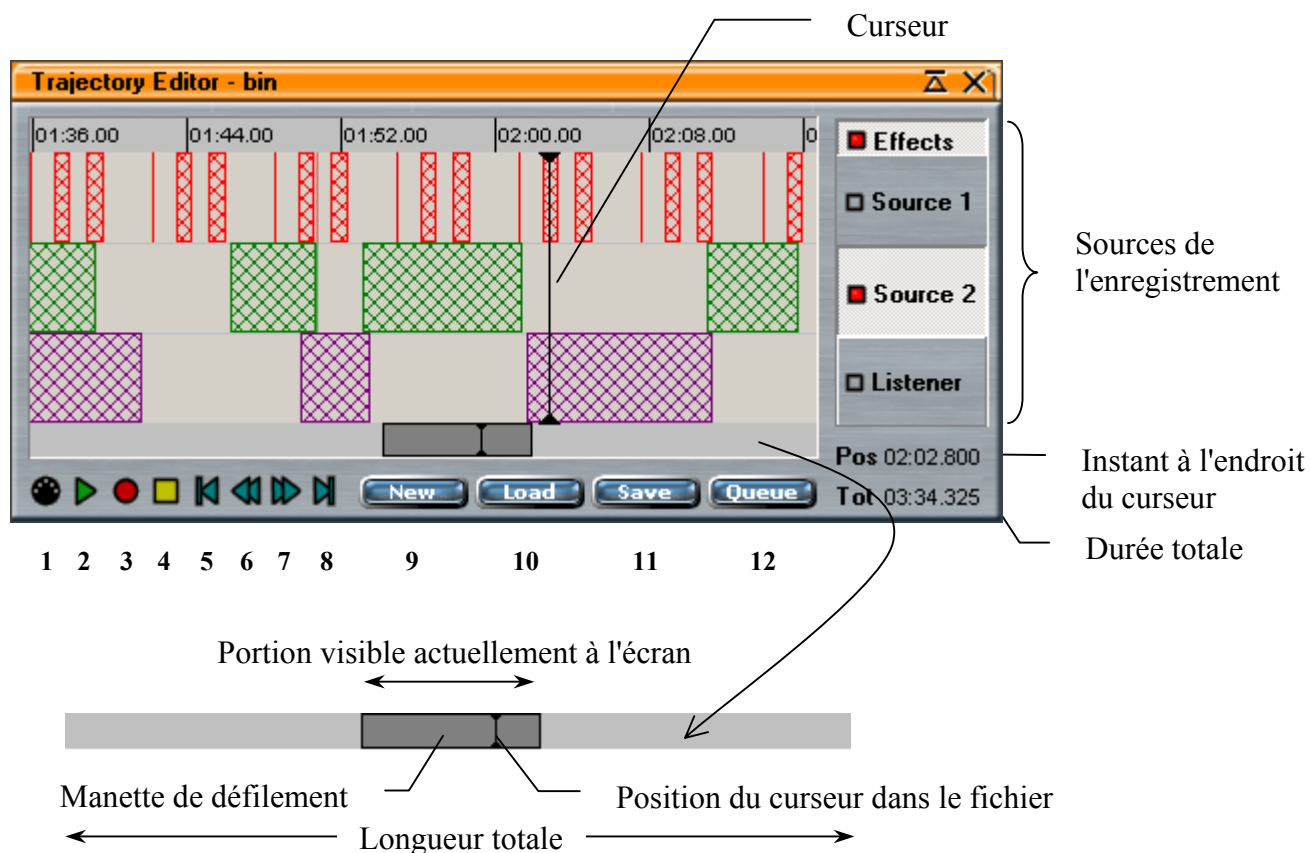 Curseur
Trajectory Editor - bin
01:36.00 01:44.00 01:52.00 02:00.00 02:08.00 0
Effects
Source 1
Source 2
Listener
Sources de
l'enregistrement
Pos 02:02.800
Tot 03:34.325
New Load Save Queue
Instant à l'endroit
du curseur
Durée totale
1 2 3 4 5 6 7 8 9 10 11 12
Portion visible actuellement à l'écran
Manette de défilement
Position du curseur dans le fichier
Longueur totale